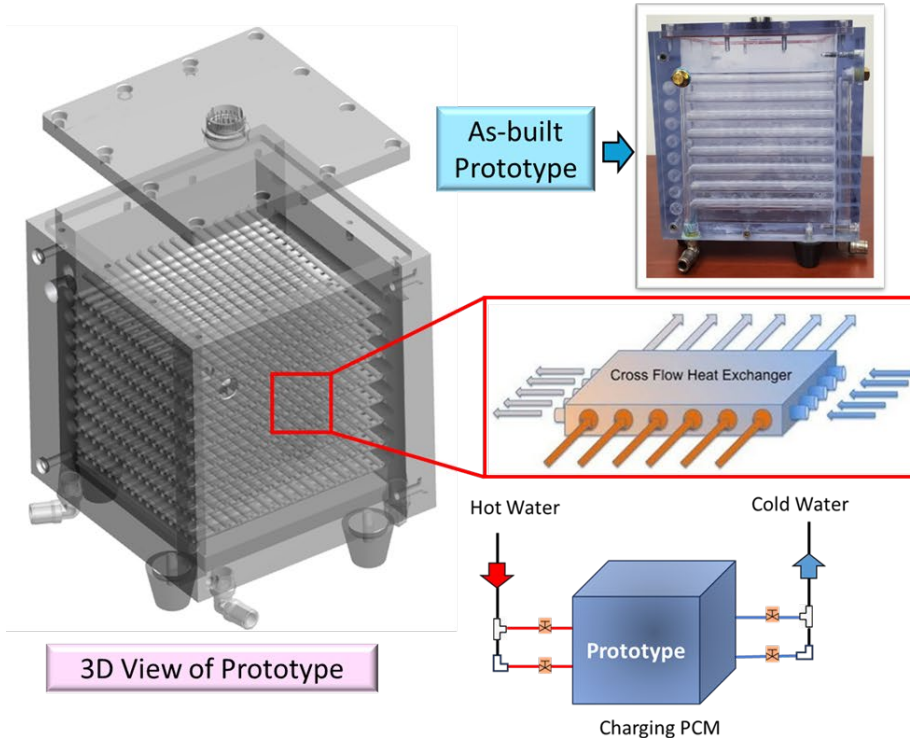 As-built
Prototype
Cross Flow Heat Exchanger
Hot Water
Cold Water
Prototype
3D View of Prototype
Charging PCM